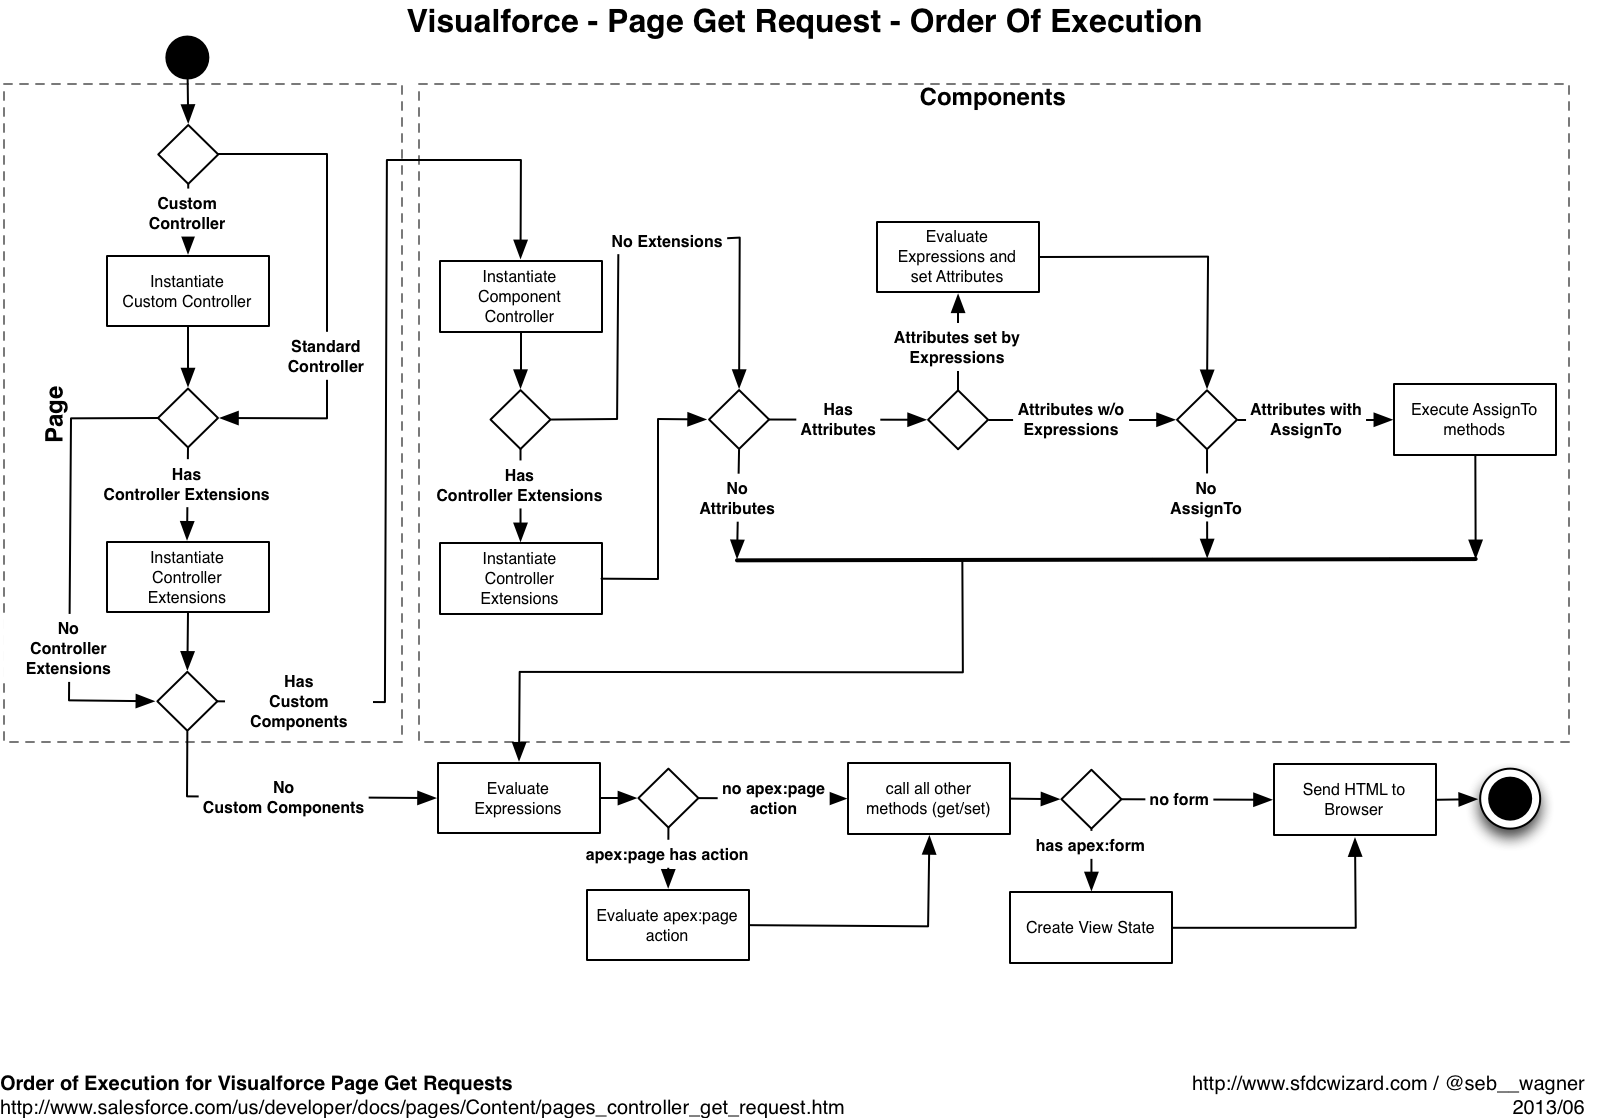 Visualforce - Page Get Request - Order Of Execution
Page
Custom
Controller
Instantiate
Custom Controller
Standard
Controller
Has
Controller Extensions
Instantiate
Controller
Extensions
No
Controller
Extensions
Has
Custom
Components
No
Custom Components
Components
Instantiate
Component
Controller
No Extensions
Has
Controller Extensions
Instantiate
Controller
Extensions
Has
Attributes
No
Attributes
Evaluate
Expressions and
set Attributes
Attributes set by
Expressions
Attributes w/o
Expressions
Attributes with
AssignTo
No
AssignTo
Execute AssignTo
methods
Evaluate
Expressions
no apex:page
action
apex:page has action
Evaluate apex:page
action
call all other
methods (get/set)
no form
has apex:form
Create View State
Send HTML to
Browser
Order of Execution for Visualforce Page Get Requests
http://www.salesforce.com/us/developer/docs/pages/Content/pages_controller_get_request.htm
http://www.sfdcwizard.com / @seb__wagner
2013/06